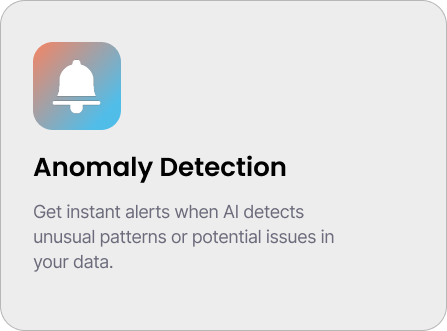 Anomaly Detection
Get instant alerts when AI detects
unusual patterns or potential issues in
your data.